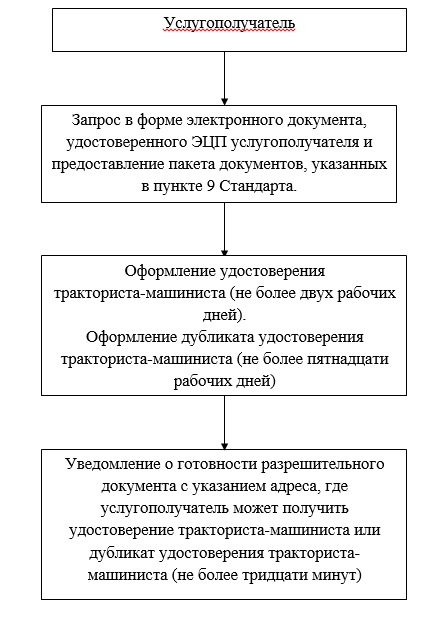 Услугополучатель
Запрос в форме электронного документа,
удостоверенного ЭЦП услугополучателя и
предоставление пакета документов, указанных
в пункте 9 Стандарта.
Оформление удостоверения
тракториста-машиниста (не более двух рабочих
дней).
Оформление дубликата удостоверения
тракториста-машиниста (не более пятнадцати
рабочих дней)
Уведомление о готовности разрешительного
документа с указанием адреса, где
услугополучатель может получить
удостоверение тракториста-машиниста или
дубликат удостоверения тракториста-
машиниста (не более тридцати минут)